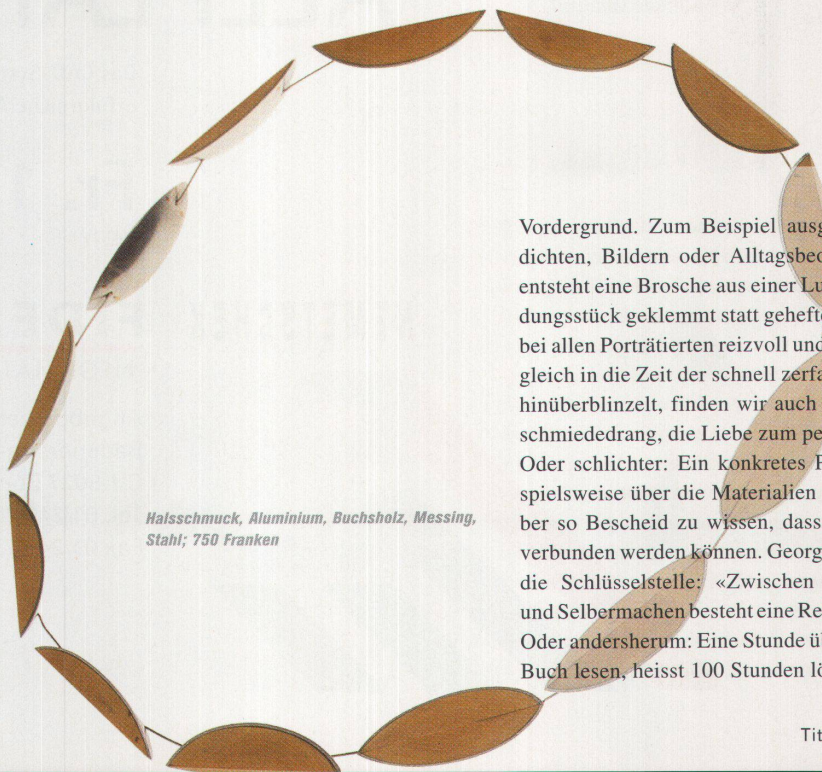 Halsschmuck, Aluminium, Buchsholz, Messing,
Stahl; 750 Franken
Vordergrund. Zum Beispiel
dichten, Bildern oder
entsteht eine Brosche aus einer
dungsstück geklemmt statt
bei allen Porträtierten reizvoll und
gleich in die Zeit der schnell
hinüberblinzelt, finden wir auch
schmiededrang, die Liebe zum
Oder schlichter: Ein konkretes
spielsweise über die Materialien
ber so Bescheid zu wissen, dass
verbunden werden können. Georg
die Schlüsselstelle: «Zwischen
und Selbermachen besteht eine
Oder andersherum: Eine Stunde
Buch lesen, heisst 100 Stunden